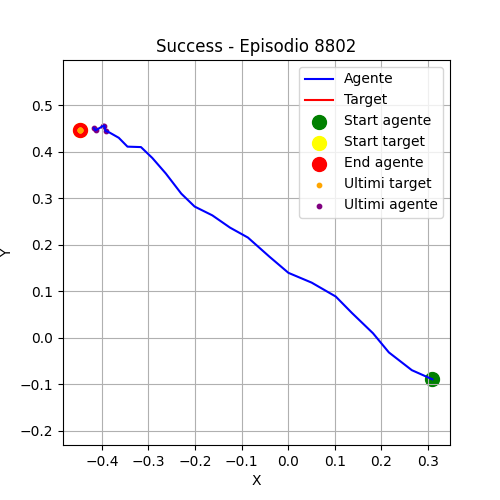 Success - Episodio 8802
Agente
Target
Start agente
Start target
End agente
Ultimi target
Ultimi agente
0.5
0.4
0.3
0.2
0.1
0.0
−0.1
−0.2
Y
−0.4
−0.3
−0.2
−0.1
0.0
0.1
0.2
0.3
X